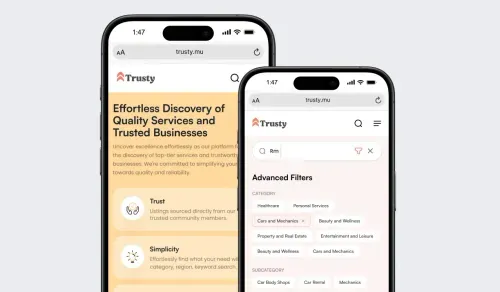 1:47
AA
trusty.mu
Trusty
Effortless Discovery of
Quality Services and
Trusted Businesses
Uncover excellence effortlessly as our platform
the discovery of top-tier services and trustworthy
businesses. We're committed to simplifying your
towards quality and reliability.
Trust
Listings sourced directly from our
trusted community members.
Simplicity
Effortlessly find what you need wi
category, region, keyword search,
1:47
AA
trusty.mu
Trusty
Rm
Advanced Filters
CATEGORY
Healthcare
Personal Services
Cars and Mechanics ×
Beauty and Wellness
Property and Real Estate
Entertainment and Leisure
Beauty and Wellness
Cars and Mechanics
SUBCATEGORY
Car Body Shops
Car Rental
Mechanics